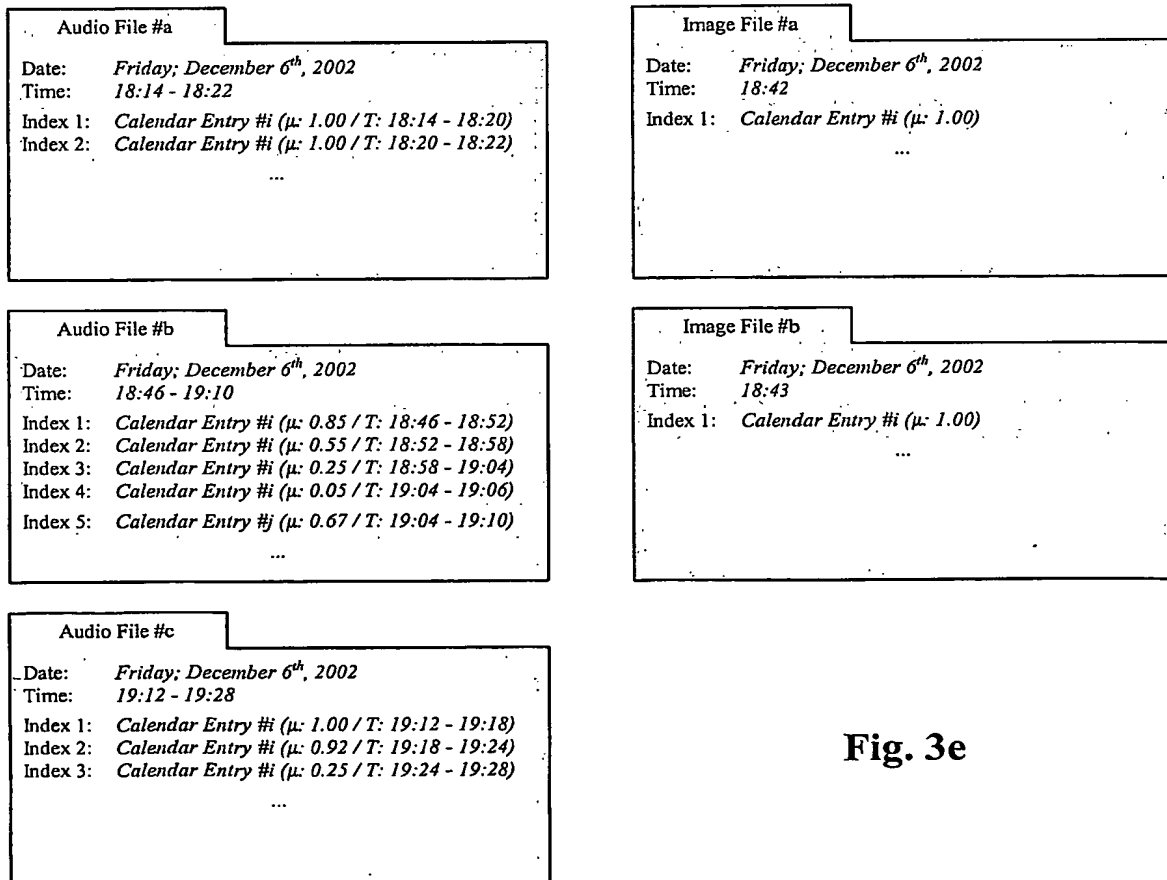 Audio File #a
Date: Friday; December 6th, 2002
Time: 18:14 - 18:22
Index 1: Calendar Entry #i (μ: 1.00 / T: 18:14 - 18:20)
Index 2: Calendar Entry #i (μ: 1.00 / T: 18:20 - 18:22)
...
Image File #a
Date: Friday; December 6th, 2002
Time: 18:42
Index 1: Calendar Entry #i (μ: 1.00)
...
Audio File #b
Date: Friday; December 6th, 2002
Time: 18:46 - 19:10
Index 1: Calendar Entry #i (μ: 0.85 / T: 18:46 - 18:52)
Index 2: Calendar Entry #i (μ: 0.55 / T: 18:52 - 18:58)
Index 3: Calendar Entry #i (μ: 0.25 / T: 18:58 - 19:04)
Index 4: Calendar Entry #i (μ: 0.05 / T: 19:04 - 19:06)
Index 5: Calendar Entry #j (μ: 0.67 / T: 19:04 - 19:10)
...
Image File #b
Date: Friday; December 6th, 2002
Time: 18:43
Index 1: Calendar Entry #i (μ: 1.00)
...
Audio File #c
Date: Friday; December 6th, 2002
Time: 19:12 - 19:28
Index 1: Calendar Entry #i (μ: 1.00 / T: 19:12 - 19:18)
Index 2: Calendar Entry #i (μ: 0.92 / T: 19:18 - 19:24)
Index 3: Calendar Entry #i (μ: 0.25 / T: 19:24 - 19:28)
...
Fig. 3e